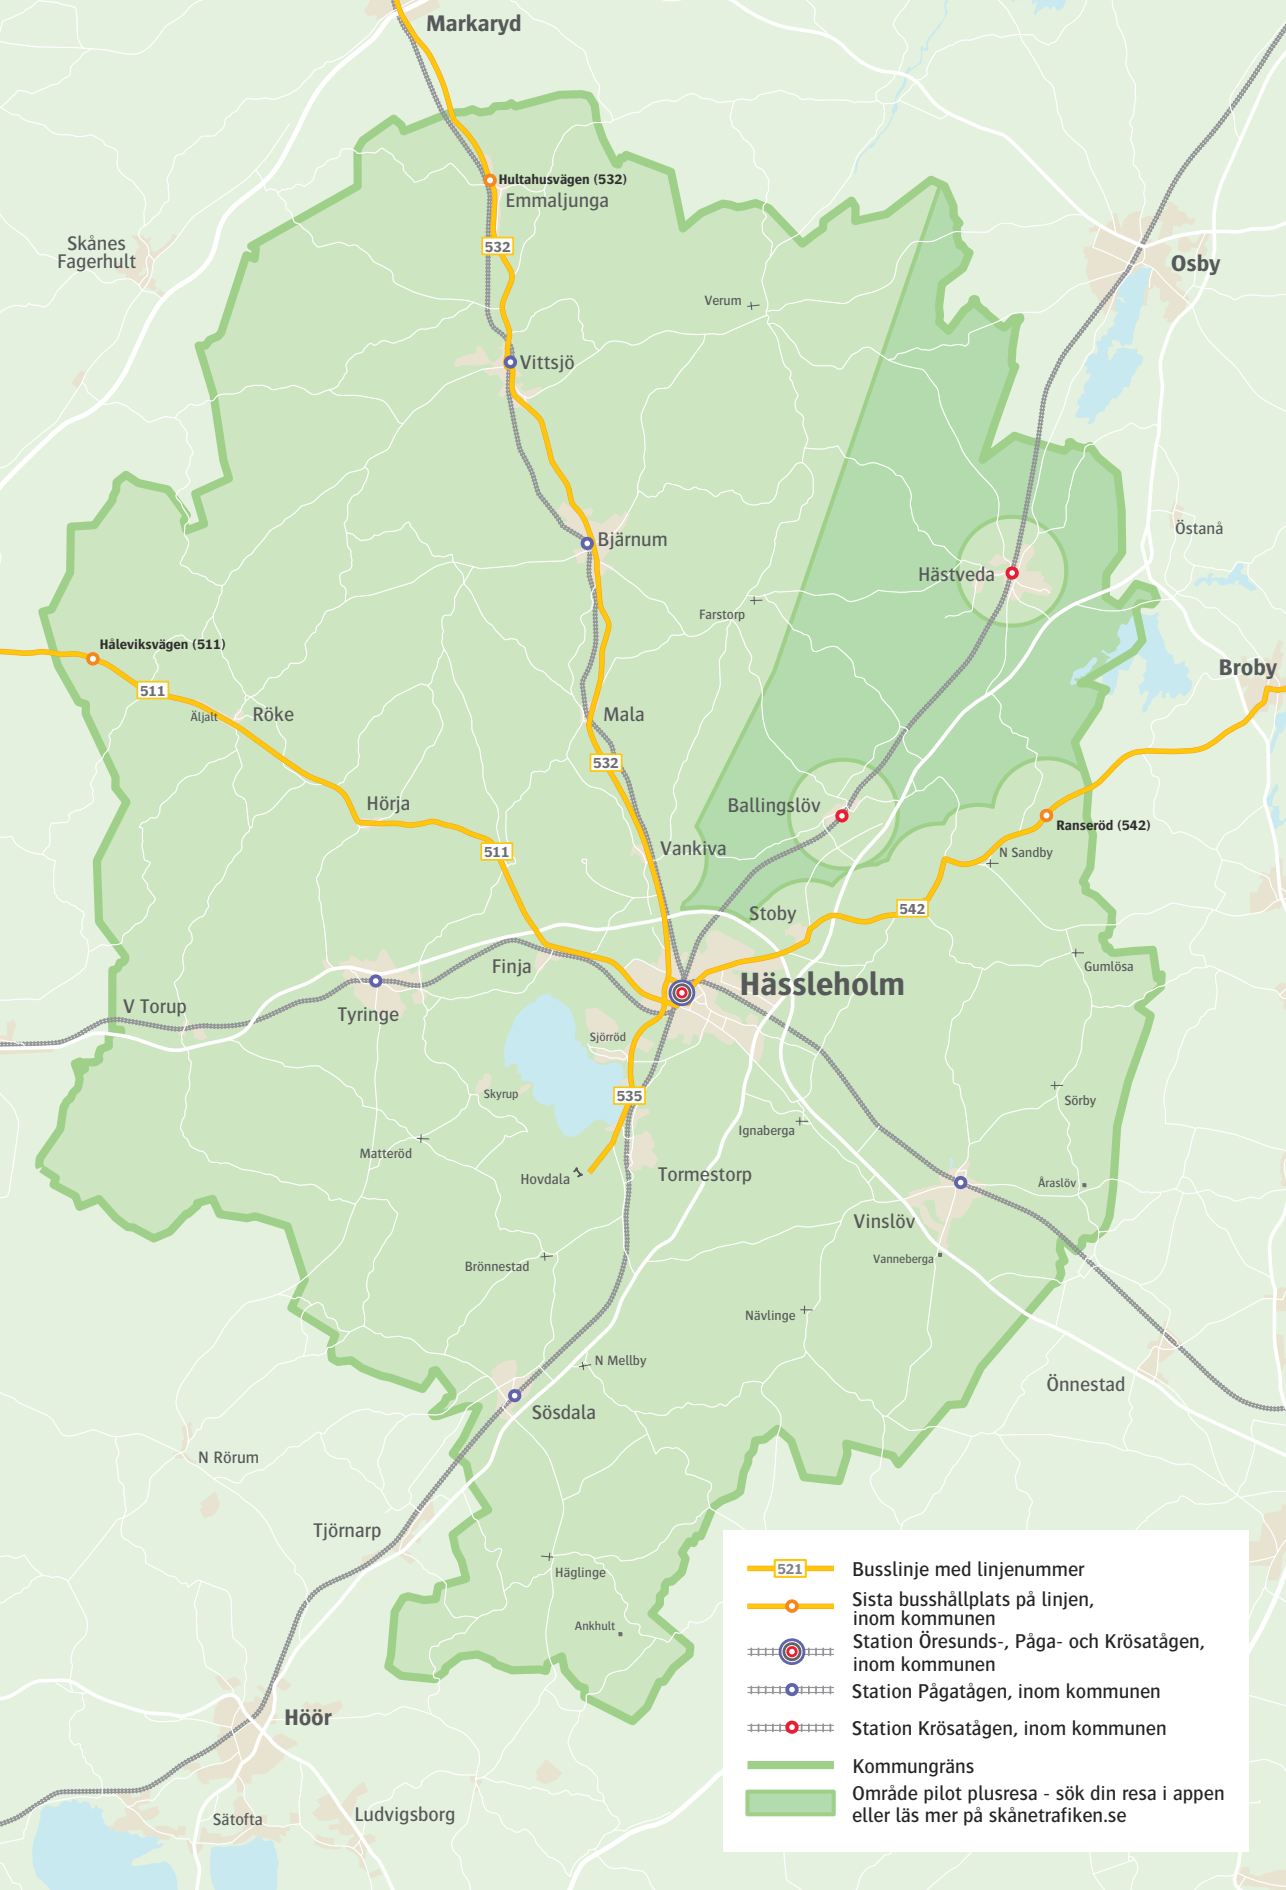 Markaryd
Hultahusvägen (532)
Emmaljunga
Skånes
Fagerhult
532
Osby
Verum
Vittsjö
Östanå
Bjärnum
Hästveda
Farstorp
Håleviksvägen (511)
Broby
511
Äljalt
Röke
Mala
532
Hörja
Ballingslöv
Ranseröd (542)
511
Vankiva
N Sandby
Stoby
542
Finja
Gumlösa
Hässleholm
V Torup
Tyringe
Sjörröd
Skyrup
535
Sörby
Ignaberga
Matteröd
Hovdala
Tormestorp
Åraslöv
Vinslöv
Vanneberga
Brönnestad
Nävlinge
N Mellby
Önnestad
Sösdala
N Rörum
Tjörnarp
Häglinge
Ankhult
Höör
Sätofta
Ludvigsborg
521
Busslinje med linjenummer
Sista busshållplats på linjen,
inom kommunen
Station Öresunds-, Påga- och Krösatågen,
inom kommunen
Station Pågatågen, inom kommunen
Station Krösatågen, inom kommunen
Kommungräns
Område pilot plusresa - sök din resa i appen
eller läs mer på skånetrafiken.se